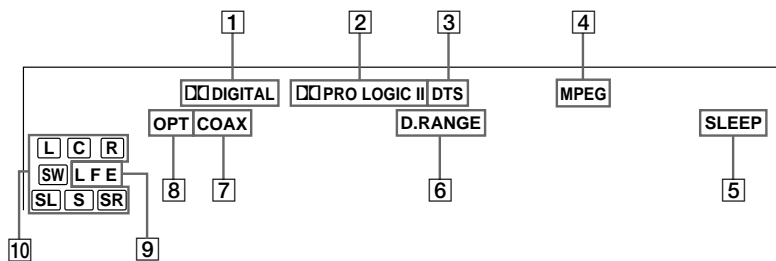 1 2 3 4
DIGITAL PRO LOGIC II DTS MPEG
OPT COAX D.RANGE SLEEP
L C R
SW L F E 8 7 6 5
SL S SR
10 9